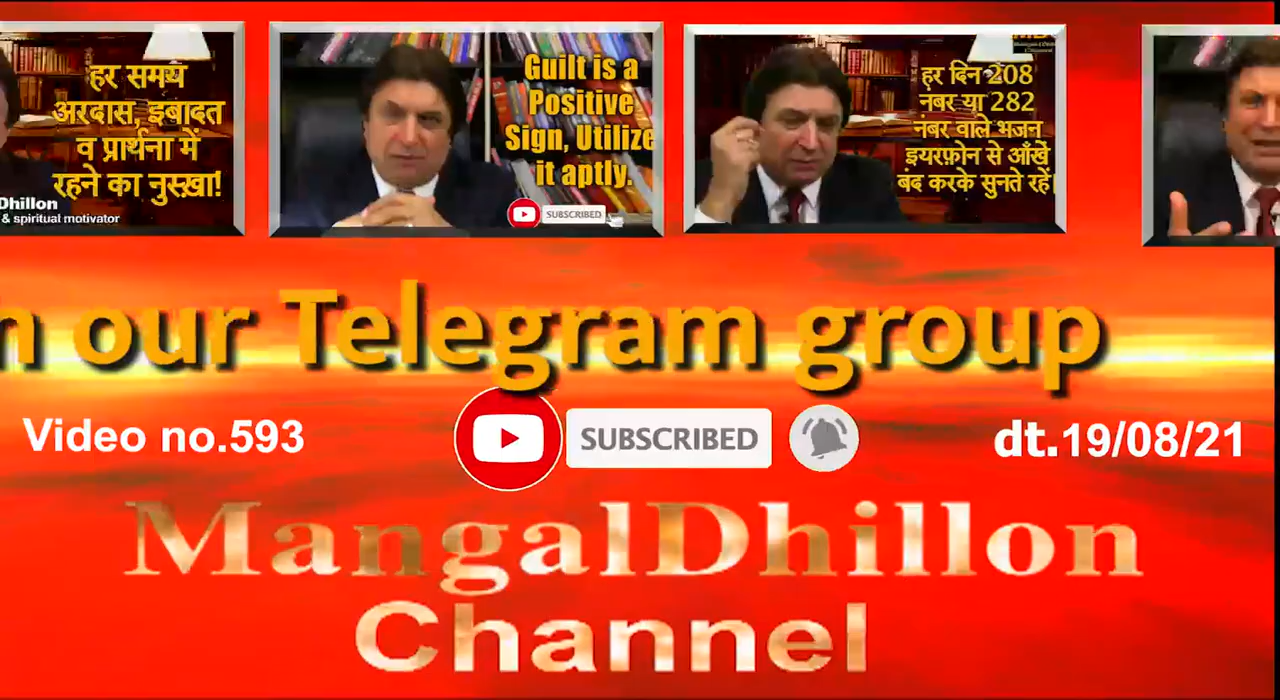 हर समय
अरदास, इबादत
व प्रार्थना में
रहने का नुस्ख़ा!
Dhillon
& spiritual motivator
Guilt is a
Positive
Sign, Utilize
it aptly.
SUBSCRIBED
हर दिन 208
नंबर या 282
नंबर वाले भजन
इयरफ़ोन से आँखें
बंद करके सुनते रहें
our Telegram group
Video no.593
SUBSCRIBED
dt.19/08/21
MangalDhillon
Channel